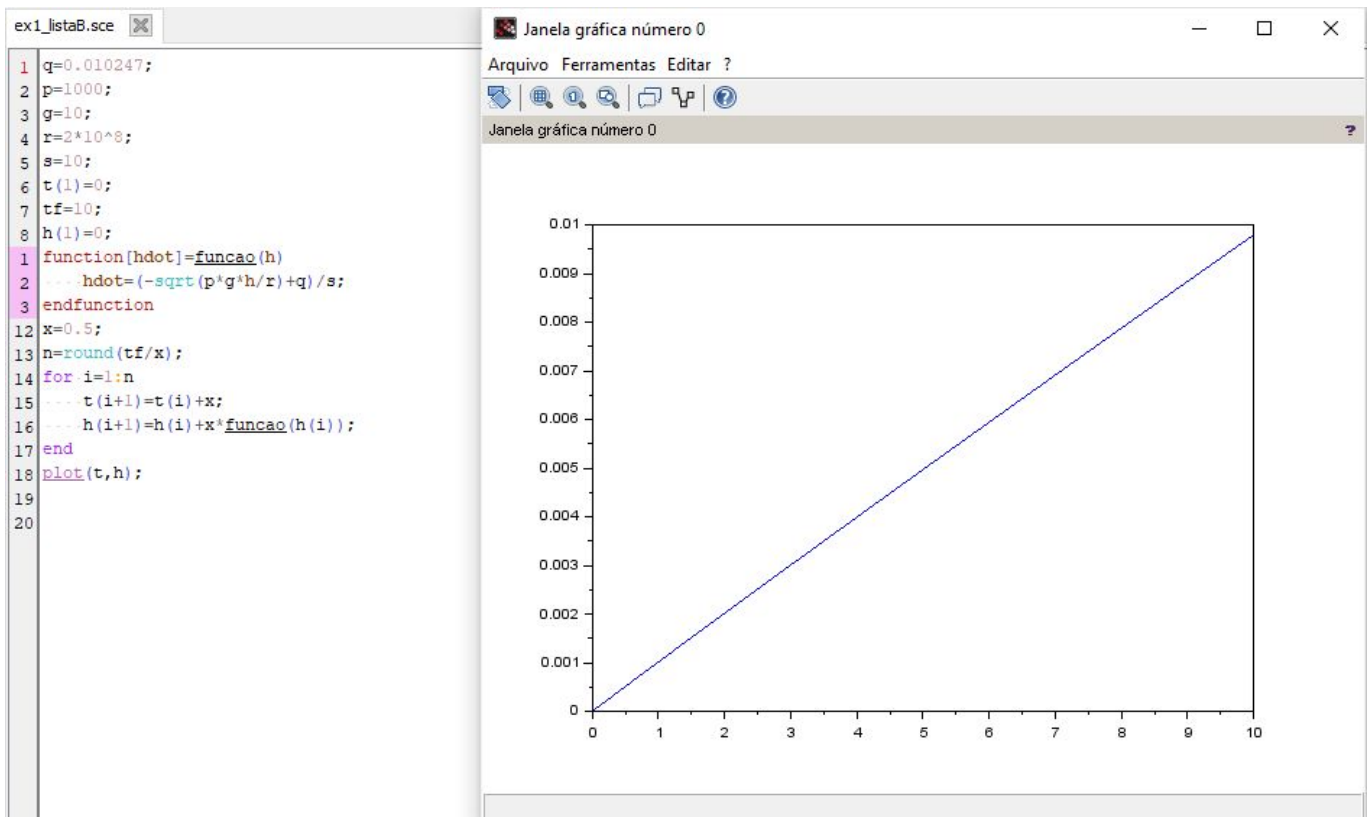 ex1_listaB.sce
1 q=0.010247;
2 p=1000;
3 g=10;
4 r=2*10^8;
5 s=10;
6 t(1)=0;
7 tf=10;
8 h(1)=0;
1 function[hdot]=funcao(h)
2 ····hdot=(-sqrt(p*g*h/r)+q)/s;
3 endfunction
12 x=0.5;
13 n=round(tf/x);
14 for·i=1:n
15 ····t(i+1)=t(i)+x;
16 ····h(i+1)=h(i)+x*funcao(h(i));
17 end
18 plot(t,h);
19
20
Janela gráfica número 0
Arquivo Ferramentas Editar ?
Janela gráfica número 0 ?
0.01
0.009
0.008
0.007
0.006
0.005
0.004
0.003
0.002
0.001
0
0 1 2 3 4 5 6 7 8 9 10